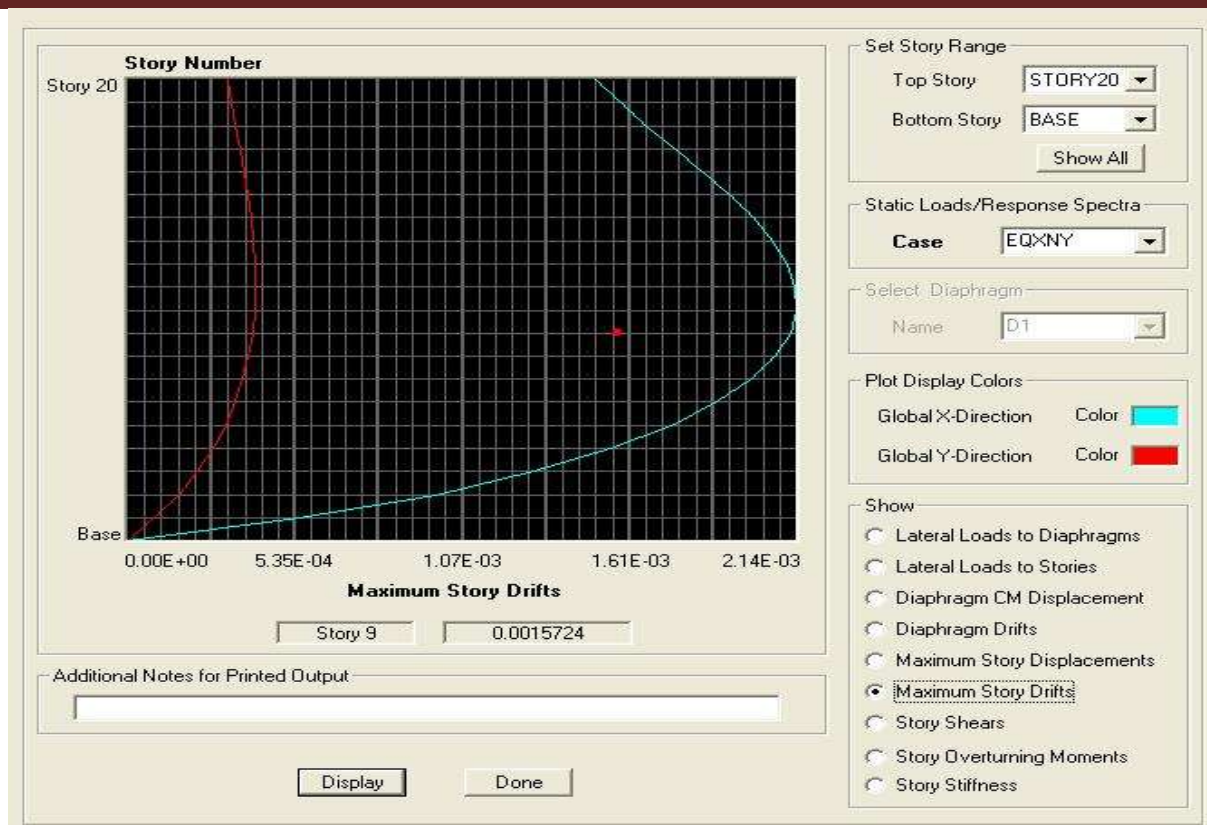 Story Number
Story 20
Base
0.00E+00 5.35E-04 1.07E-03 1.61E-03 2.14E-03
Maximum Story Drifts
Story 9 0.0015724
Additional Notes for Printed Output
Display Done
Set Story Range
Top Story STORY20
Bottom Story BASE
Show All
Static Loads/Response Spectra
Case EQXNY
Select Diaphragm
Name D1
Plot Display Colors
Global X-Direction Color
Global Y-Direction Color
Show
Lateral Loads to Diaphragms
Lateral Loads to Stories
Diaphragm CM Displacement
Diaphragm Drifts
Maximum Story Displacements
Maximum Story Drifts
Story Shears
Story Overturning Moments
Story Stiffness